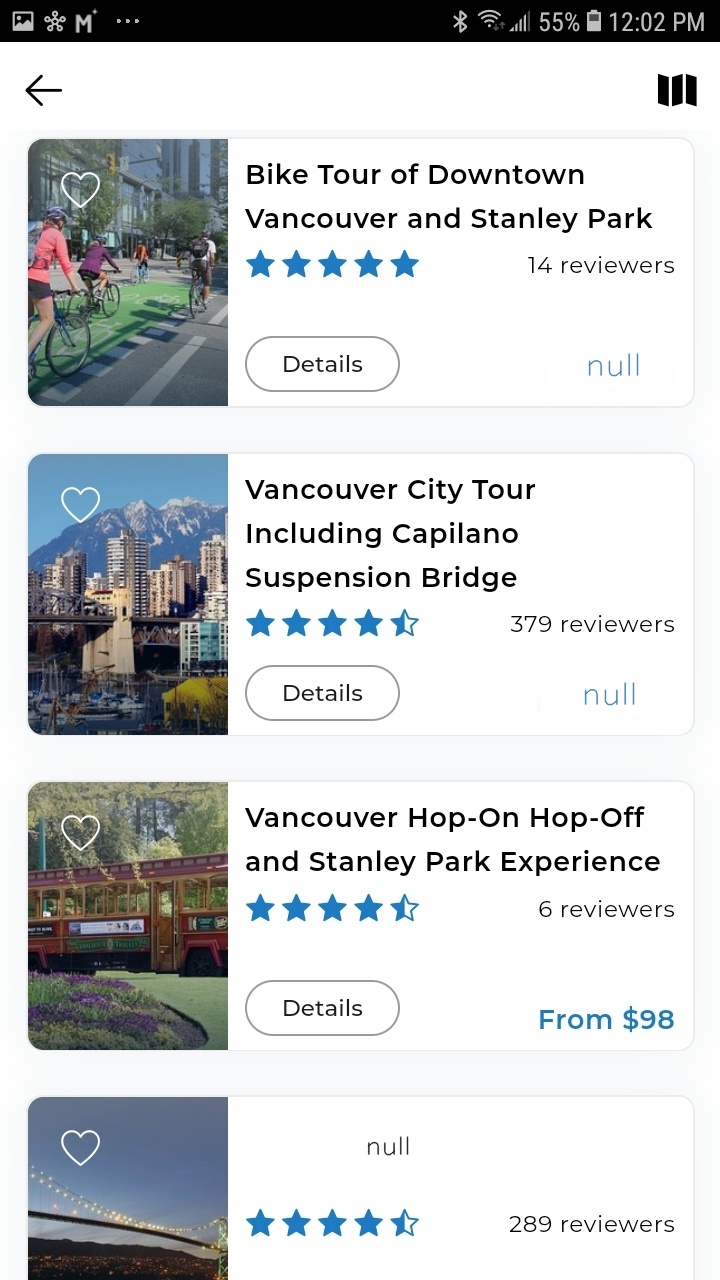 55% 12:02 PM
Bike Tour of Downtown
Vancouver and Stanley Park
14 reviewers
Details
null
Vancouver City Tour
Including Capilano
Suspension Bridge
379 reviewers
Details
null
Vancouver Hop-On Hop-Off
and Stanley Park Experience
6 reviewers
Details
From $98
null
289 reviewers